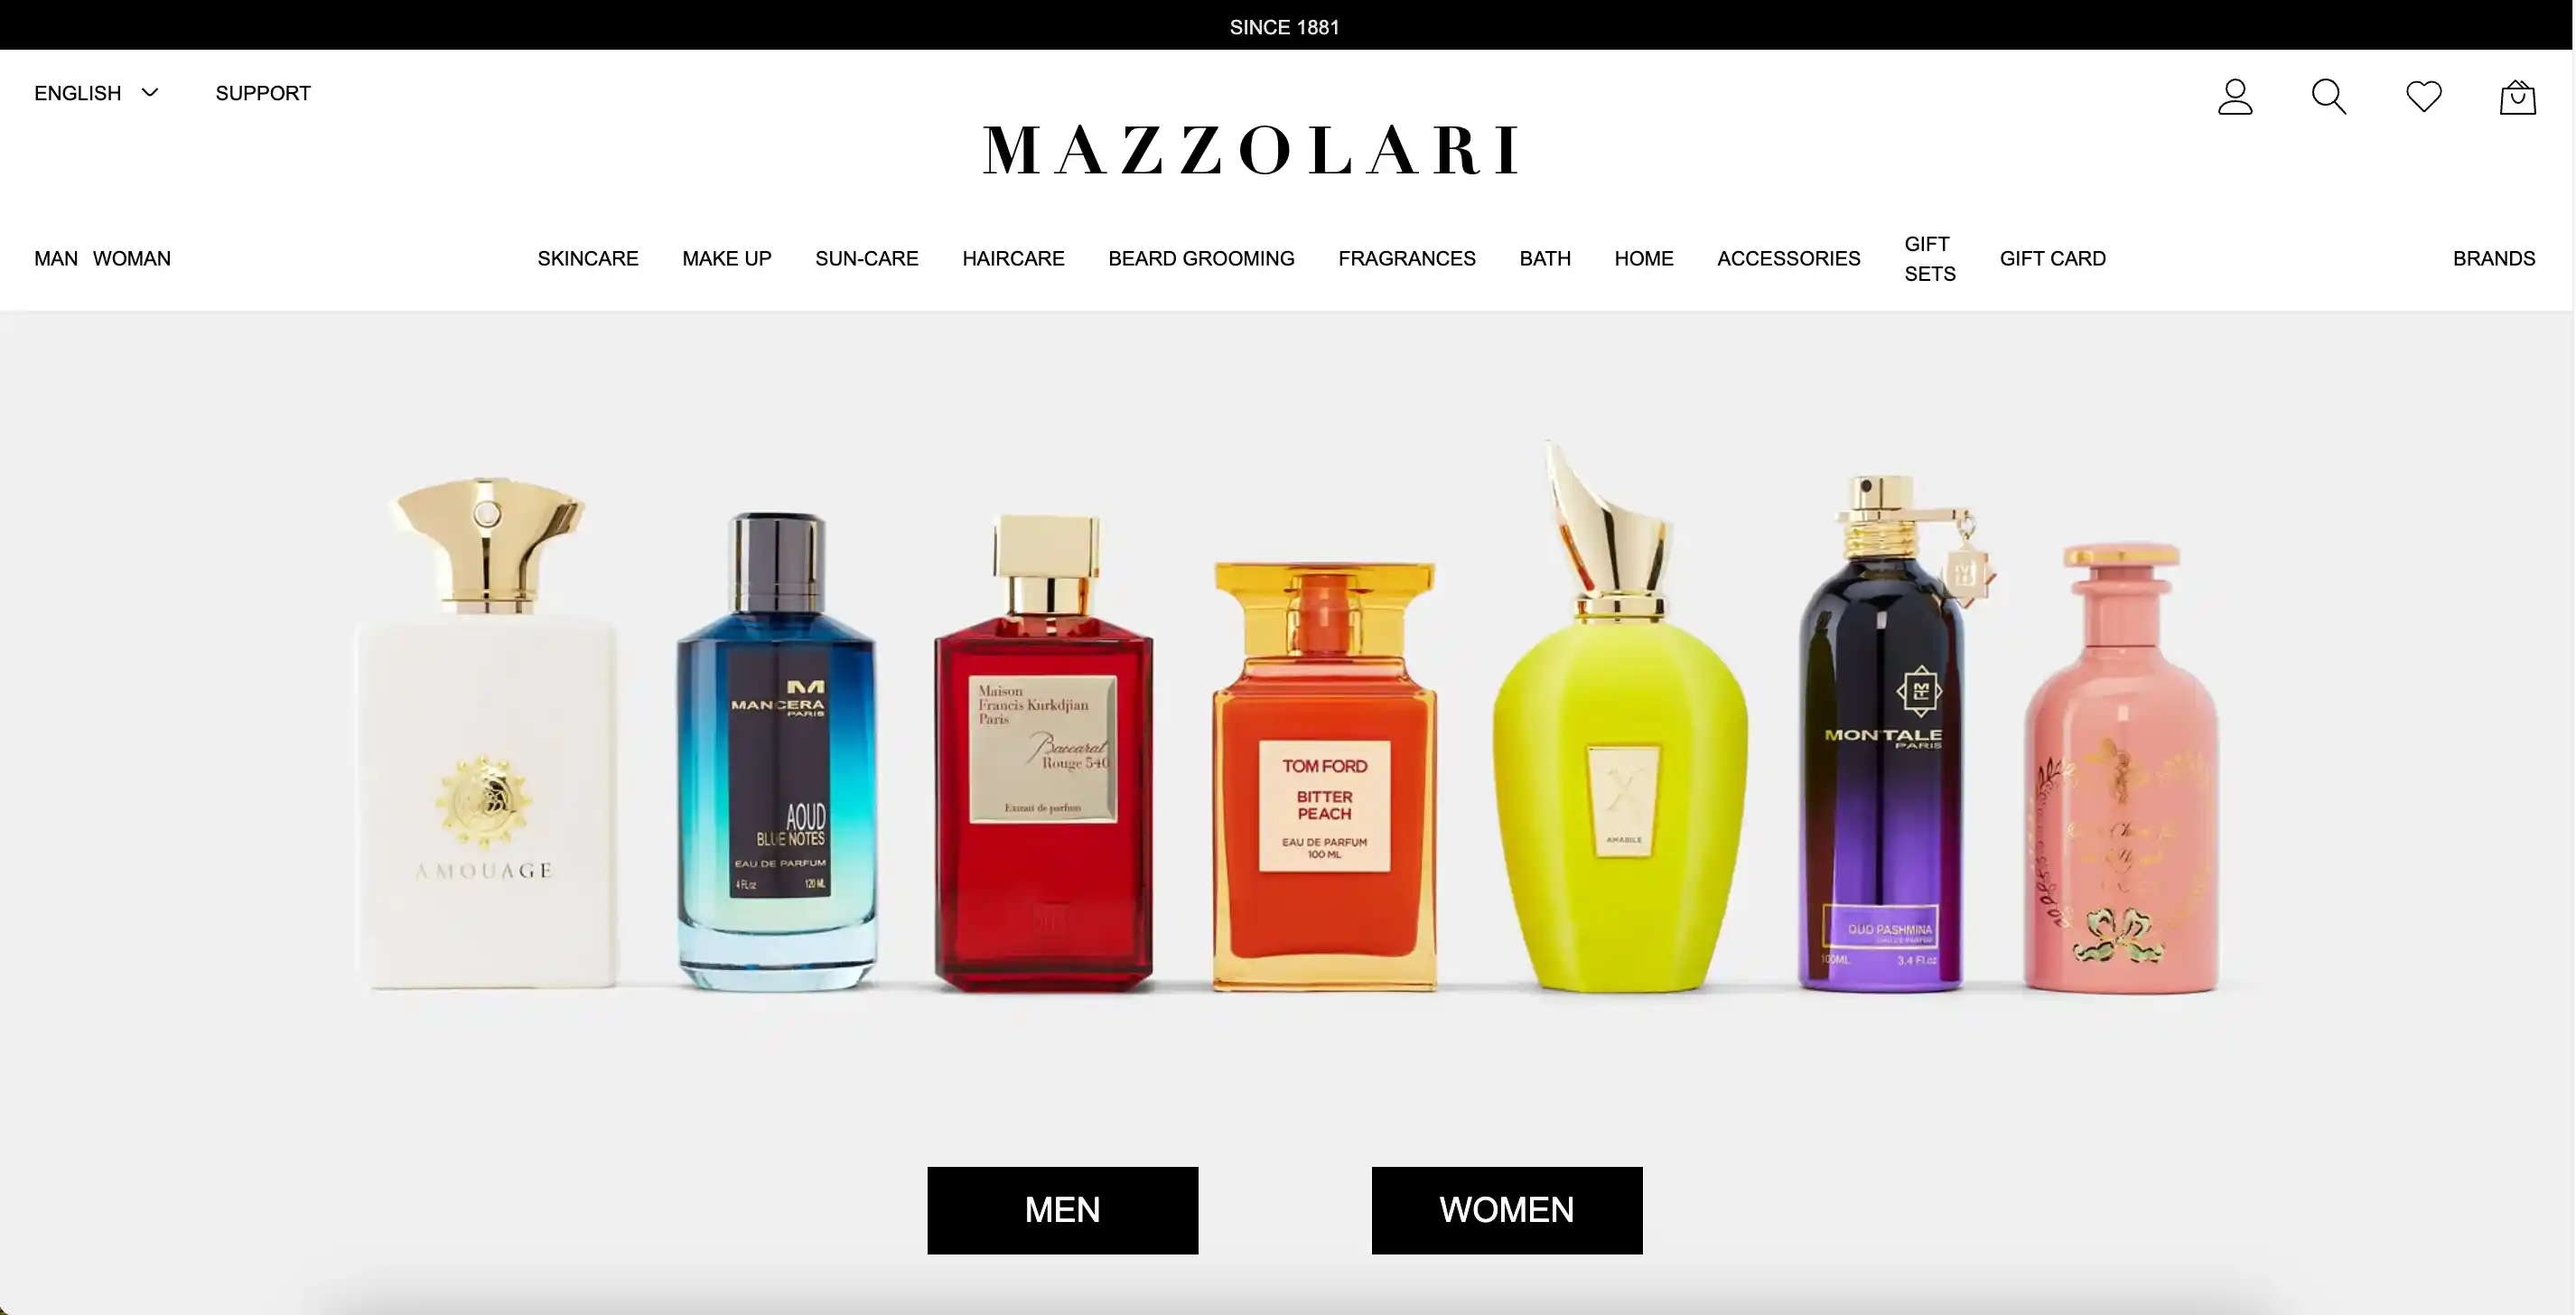 SINCE 1881
ENGLISH
SUPPORT
MAZZOLARI
MAN WOMAN
SKINCARE
MAKE UP
SUN-CARE
HAIRCARE
BEARD GROOMING
FRAGRANCES
BATH
HOME
ACCESSORIES
GIFT
SETS
GIFT CARD
BRANDS
AMOUAGE
M
MANCERA
PARIS
AOUD
BLUE NOTES
EAU DE PARFUM
4 Fl.oz 120 ML
Maison
Francis Kurkdjian
Paris
Baccarat
Rouge 540
Extrait de parfum
TOM FORD
BITTER
PEACH
EAU DE PARFUM
100 ML
X
AMABILE
MONTALE
PARIS
OUD PASHMINA
100ML 3.4 Fl.oz
MEN
WOMEN